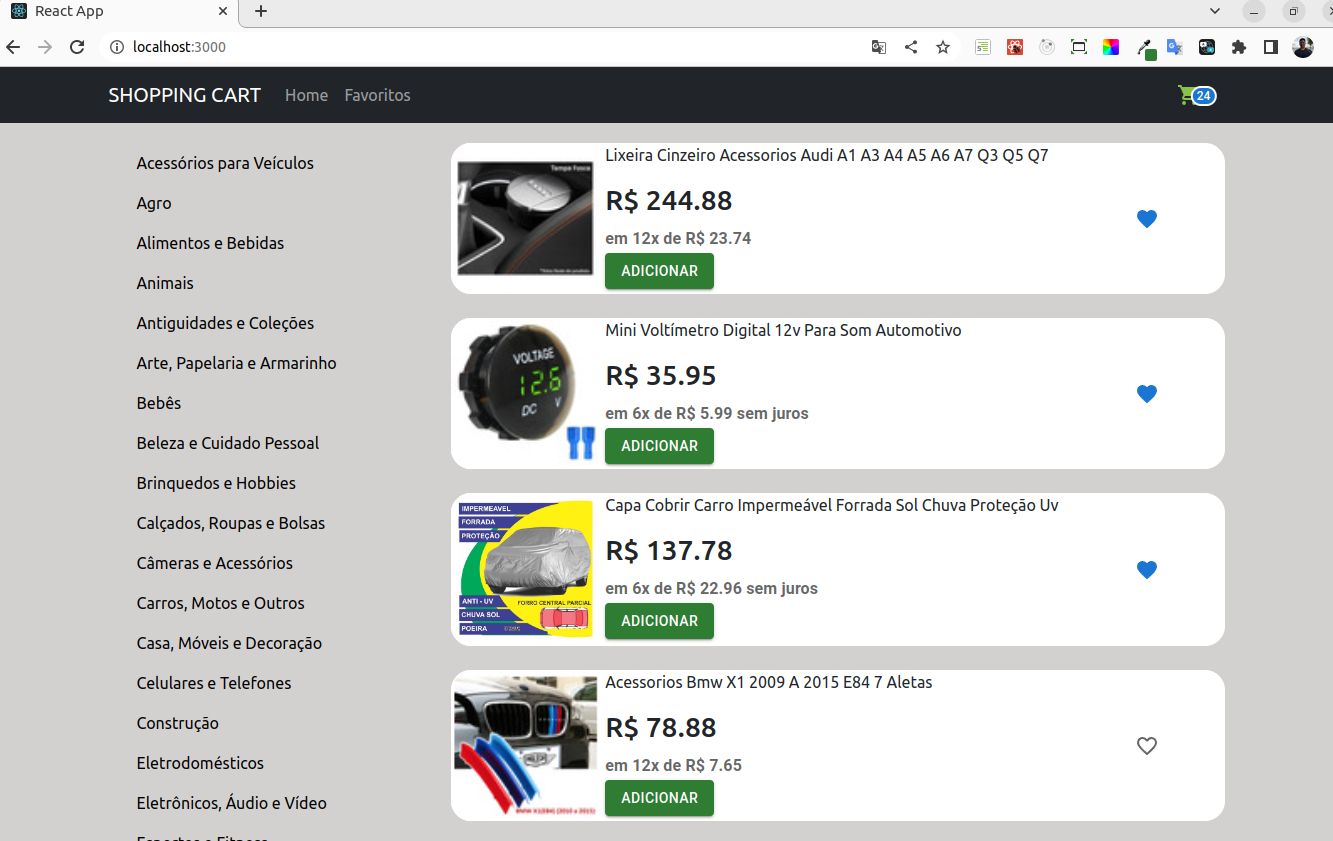 React App
localhost:3000
SHOPPING CART Home Favoritos 24
Acessórios para Veículos
Agro
Alimentos e Bebidas
Animais
Antiguidades e Coleções
Arte, Papelaria e Armarinho
Bebês
Beleza e Cuidado Pessoal
Brinquedos e Hobbies
Calçados, Roupas e Bolsas
Câmeras e Acessórios
Carros, Motos e Outros
Casa, Móveis e Decoração
Celulares e Telefones
Construção
Eletrodomésticos
Eletrônicos, Áudio e Vídeo
Tampa Fosca
Lixeira Cinzeiro Acessorios Audi A1 A3 A4 A5 A6 A7 Q3 Q5 Q7
R$ 244.88
em 12x de R$ 23.74
ADICIONAR
VOLTAGE
12.6
DC V
Mini Voltímetro Digital 12v Para Som Automotivo
R$ 35.95
em 6x de R$ 5.99 sem juros
ADICIONAR
IMPERMEAVEL
FORRADA
PROTEÇÃO
ANTI - UV
FORRO CENTRAL PARCIAL
CHUVA SOL
POEIRA
Capa Cobrir Carro Impermeável Forrada Sol Chuva Proteção Uv
R$ 137.78
em 6x de R$ 22.96 sem juros
ADICIONAR
Acessorios Bmw X1 2009 A 2015 E84 7 Aletas
R$ 78.88
em 12x de R$ 7.65
ADICIONAR